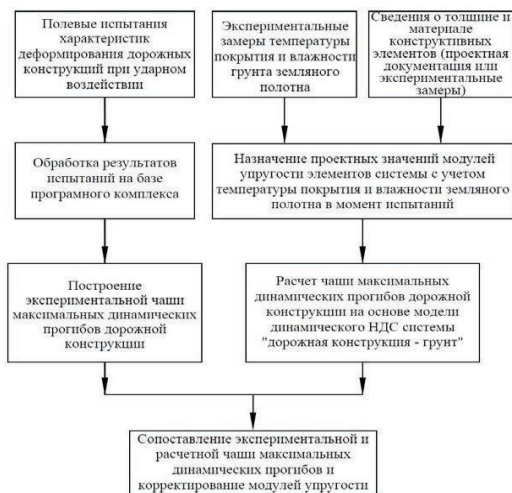 Полевые испытания
характеристик
деформирования дорожных
конструкций при ударном
воздействии
Экспериментальные
замеры температуры
покрытия и влажности
грунта земляного
полотна
Сведения о толщине и
материале конструктивных
элементов (проектная
документация или
экспериментальные
замеры)
Обработка результатов
испытаний на базе
програмного комплекса
Назначение проектных значений модулей
упругости элементов системы с учетом
температуры покрытия и влажности земляного
полотна в момент испытаний
Построение
экспериментальной чаши
максимальных динамических
прогибов дорожной
конструкции
Расчет чаши максимальных
динамических прогибов дорожной
конструкции на основе модели
динамического НДС системы
"дорожная конструкция - грунт"
Сопоставление экспериментальной и
расчетной чаши максимальных
динамических прогибов и
корректирование модулей упругости